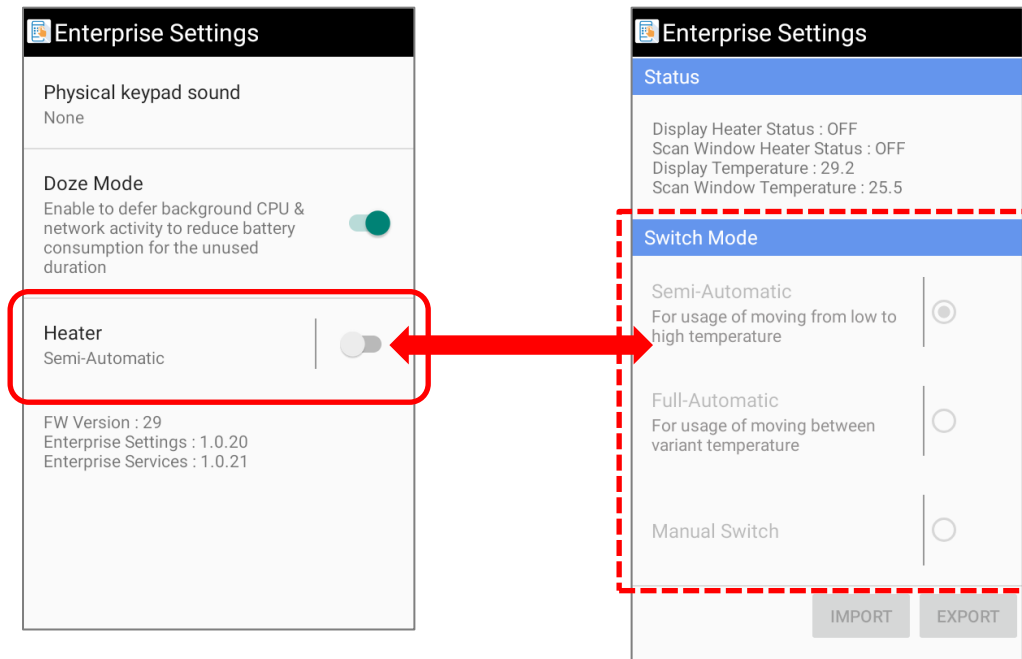 Enterprise Settings
Physical keypad sound
None
Doze Mode
Enable to defer background CPU &
network activity to reduce battery
consumption for the unused
duration
Heater
Semi-Automatic
FW Version : 29
Enterprise Settings : 1.0.20
Enterprise Services : 1.0.21
Enterprise Settings
Status
Display Heater Status : OFF
Scan Window Heater Status : OFF
Display Temperature : 29.2
Scan Window Temperature : 25.5
Switch Mode
Semi-Automatic
For usage of moving from low to
high temperature
Full-Automatic
For usage of moving between
variant temperature
Manual Switch
IMPORT
EXPORT